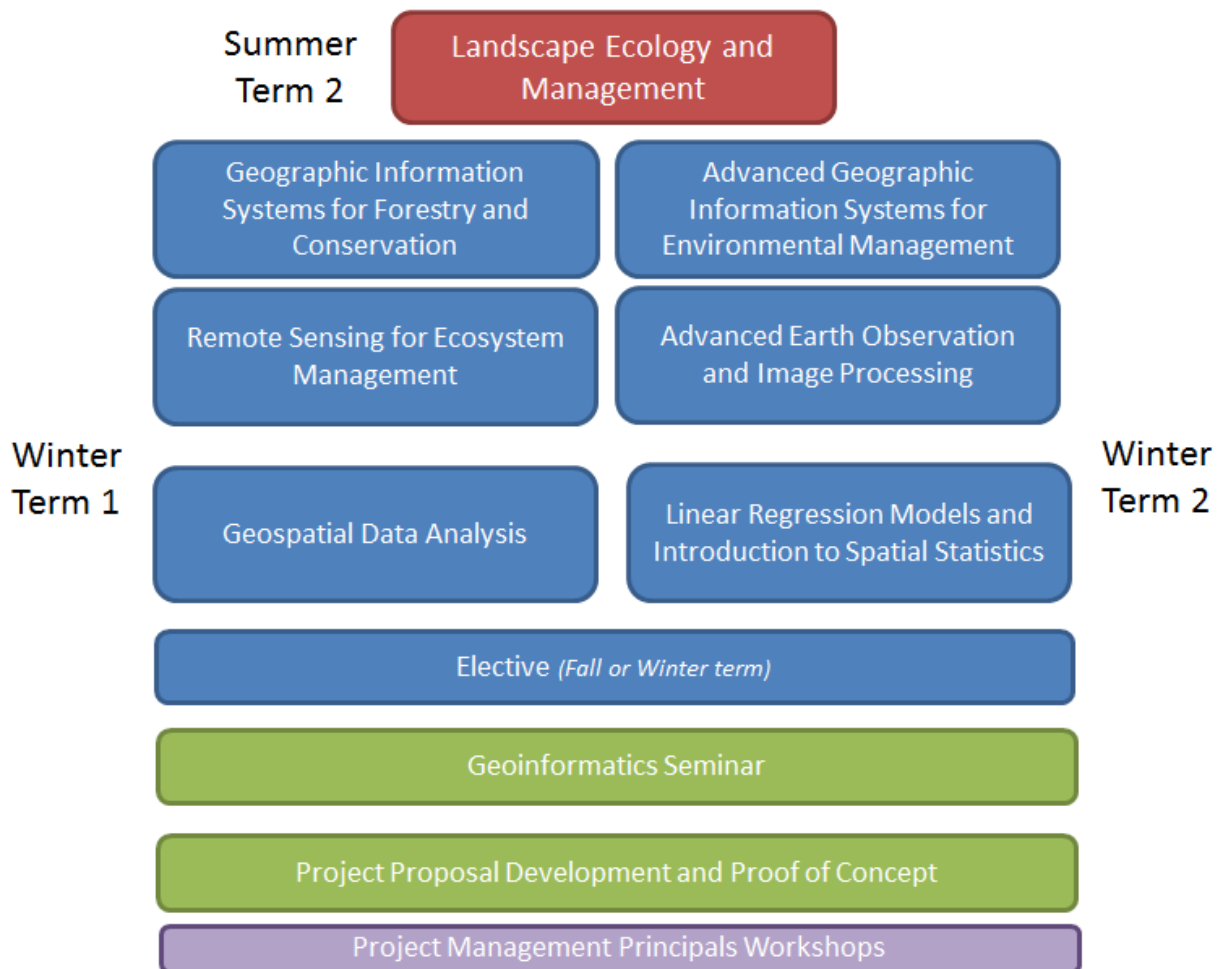 Summer
Term 2
Landscape Ecology and
Management
Geographic Information
Systems for Forestry and
Conservation
Advanced Geographic
Information Systems for
Environmental Management
Remote Sensing for Ecosystem
Management
Advanced Earth Observation
and Image Processing
Winter
Term 1
Geospatial Data Analysis
Linear Regression Models and
Introduction to Spatial Statistics
Winter
Term 2
Elective (Fall or Winter term)
Geoinformatics Seminar
Project Proposal Development and Proof of Concept
Project Management Principals Workshops